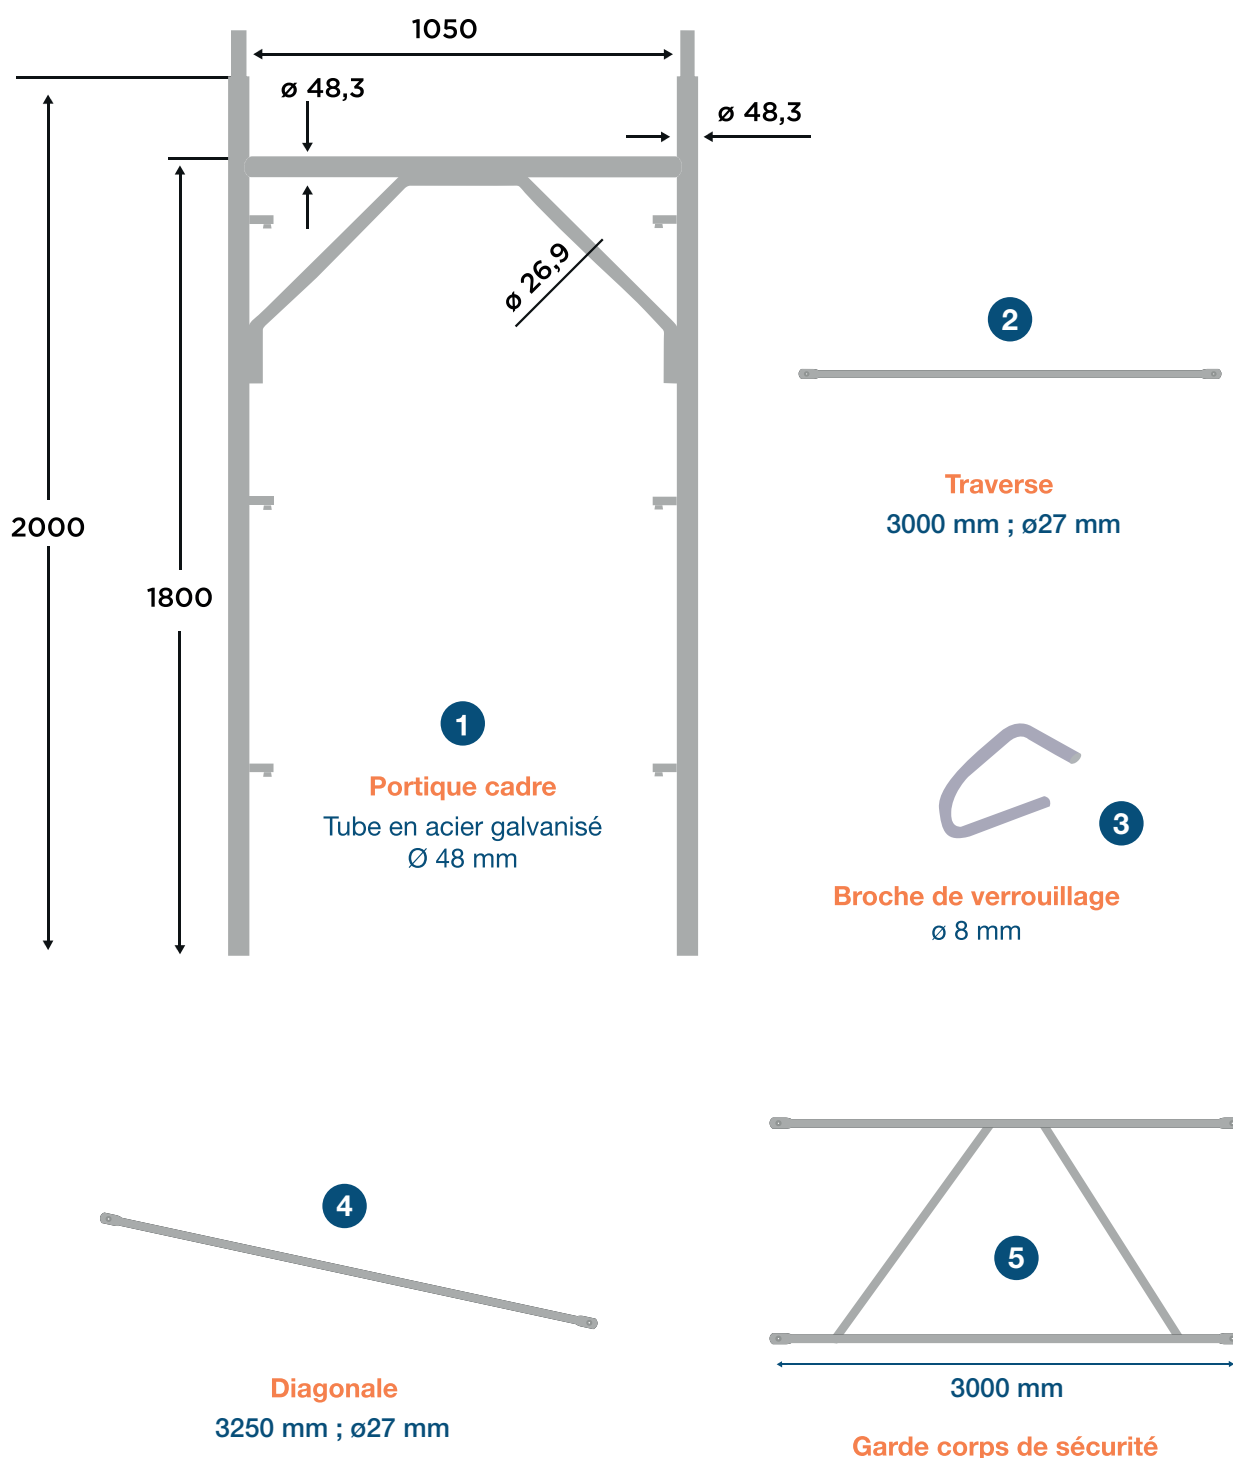 1050
ø 48,3
ø 48,3
ø 26,9
2000
1800
1
Portique cadre
Tube en acier galvanisé
Ø 48 mm
2
Traverse
3000 mm ; ø27 mm
3
Broche de verrouillage
ø 8 mm
4
Diagonale
3250 mm ; ø27 mm
5
3000 mm
Garde corps de sécurité